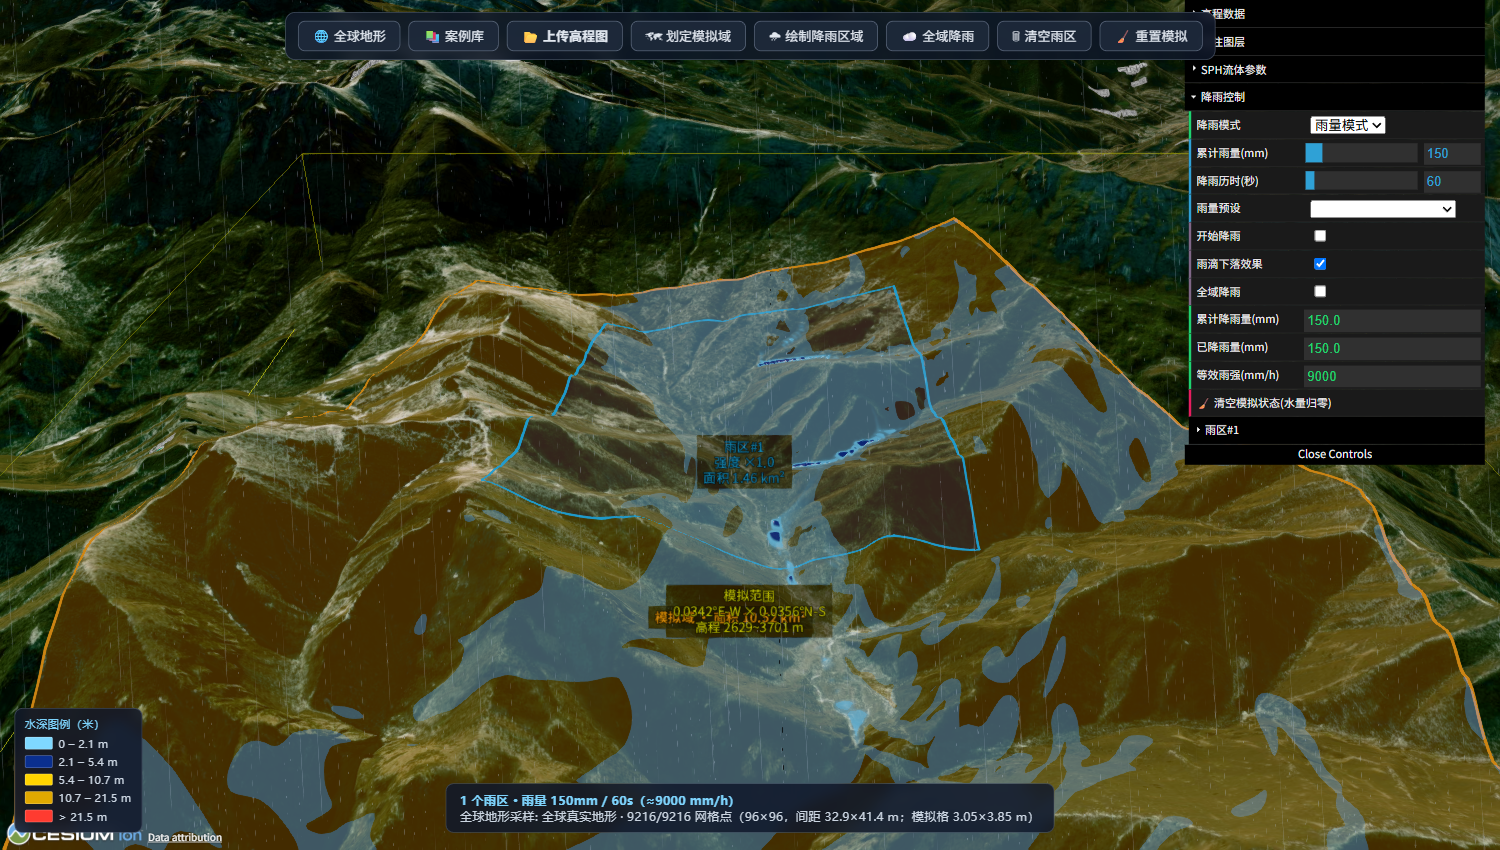 全球地形
案例库
上传高程图
划定模拟域
绘制降雨区域
全域降雨
清空雨区
重置模拟
程数据
图层
SPH流体参数
降雨控制
降雨模式 雨量模式
累计雨量(mm) 150
降雨历时(秒) 60
雨量预设
开始降雨
雨滴下落效果
全域降雨
累计降雨量(mm) 150.0
已降雨量(mm) 150.0
等效雨强(mm/h) 9000
清空模拟状态(水量归零)
雨区#1
Close Controls
雨区#1
强度 ×1.0
面积 1.46 km²
模拟范围
0.0342°E-W × 0.0356°N-S
模拟域 面积 10.52 km²
高程 2629~3701 m
水深图例（米）
0 – 2.1 m
2.1 – 5.4 m
5.4 – 10.7 m
10.7 – 21.5 m
> 21.5 m
CESIUM ion Data attribution
1 个雨区 · 雨量 150mm / 60s（≈9000 mm/h）
全球地形采样: 全球真实地形 · 9216/9216 网格点（96×96，间距 32.9×41.4 m；模拟格 3.05×3.85 m）